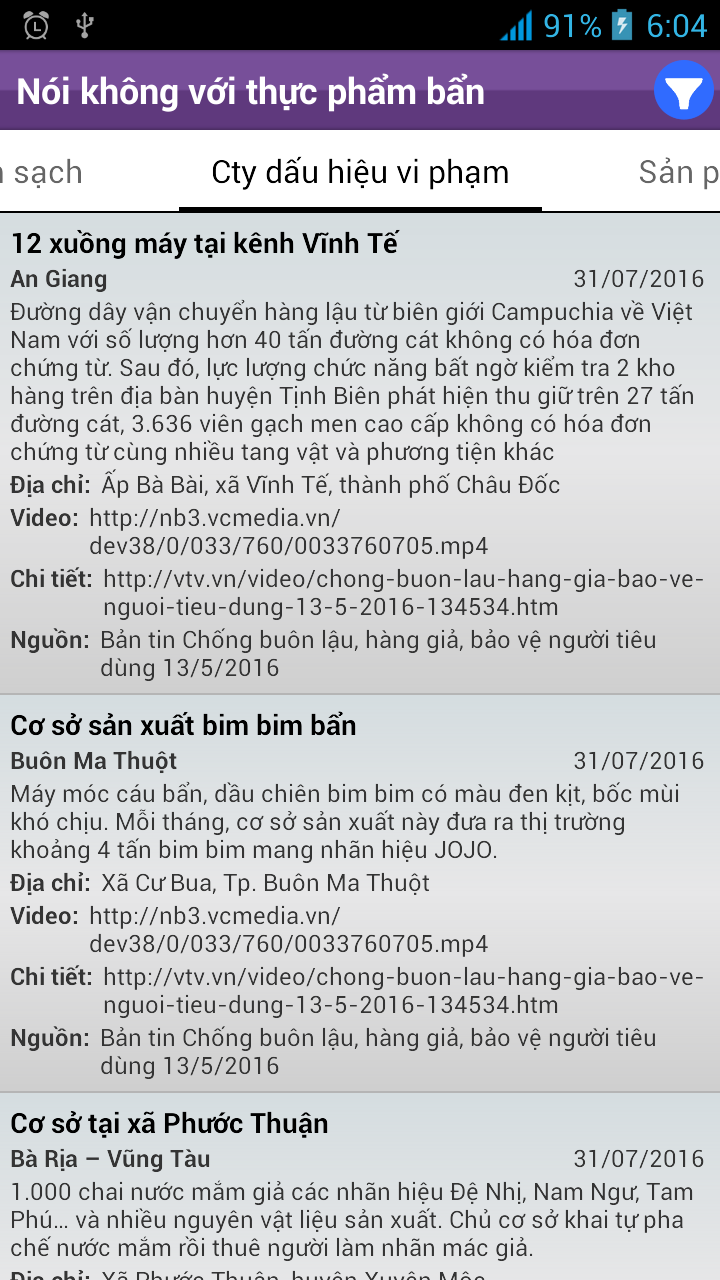 91% 6:04
Nói không với thực phẩm bẩn
sạch Cty dấu hiệu vi phạm Sản p
12 xuồng máy tại kênh Vĩnh Tế
An Giang 31/07/2016
Đường dây vận chuyển hàng lậu từ biên giới Campuchia về Việt
Nam với số lượng hơn 40 tấn đường cát không có hóa đơn
chứng từ. Sau đó, lực lượng chức năng bất ngờ kiểm tra 2 kho
hàng trên địa bàn huyện Tịnh Biên phát hiện thu giữ trên 27 tấn
đường cát, 3.636 viên gạch men cao cấp không có hóa đơn
chứng từ cùng nhiều tang vật và phương tiện khác
Địa chỉ: Ấp Bà Bài, xã Vĩnh Tế, thành phố Châu Đốc
Video: http://nb3.vcmedia.vn/
dev38/0/033/760/0033760705.mp4
Chi tiết: http://vtv.vn/video/chong-buon-lau-hang-gia-bao-ve-
nguoi-tieu-dung-13-5-2016-134534.htm
Nguồn: Bản tin Chống buôn lậu, hàng giả, bảo vệ người tiêu
dùng 13/5/2016
Cơ sở sản xuất bim bim bẩn
Buôn Ma Thuột 31/07/2016
Máy móc cáu bẩn, dầu chiên bim bim có màu đen kịt, bốc mùi
khó chịu. Mỗi tháng, cơ sở sản xuất này đưa ra thị trường
khoảng 4 tấn bim bim mang nhãn hiệu JOJO.
Địa chỉ: Xã Cư Bua, Tp. Buôn Ma Thuột
Video: http://nb3.vcmedia.vn/
dev38/0/033/760/0033760705.mp4
Chi tiết: http://vtv.vn/video/chong-buon-lau-hang-gia-bao-ve-
nguoi-tieu-dung-13-5-2016-134534.htm
Nguồn: Bản tin Chống buôn lậu, hàng giả, bảo vệ người tiêu
dùng 13/5/2016
Cơ sở tại xã Phước Thuận
Bà Rịa – Vũng Tàu 31/07/2016
1.000 chai nước mắm giả các nhãn hiệu Đệ Nhị, Nam Ngư, Tam
Phú... và nhiều nguyên vật liệu sản xuất. Chủ cơ sở khai tự pha
chế nước mắm rồi thuê người làm nhãn mác giả.
Địa chỉ: Xã Phước Thuận, huyện Xuyên Mộc